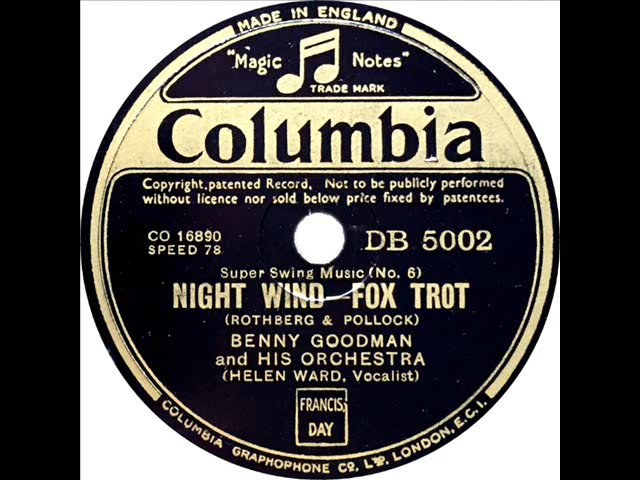 MADE IN ENGLAND
"Magic Notes"
TRADE MARK
Columbia
Copyright, patented Record, Not to be publicly performed
without licence nor sold below price fixed by patentees.
CO 16890
SPEED 78
DB 5002
Super Swing Music (No. 6)
NIGHT WIND—FOX TROT
(ROTHBERG & POLLOCK)
BENNY GOODMAN
and HIS ORCHESTRA
(HELEN WARD, Vocalist)
FRANCIS,
DAY
COLUMBIA GRAPHOPHONE CO, LTD, LONDON, E.C.1.